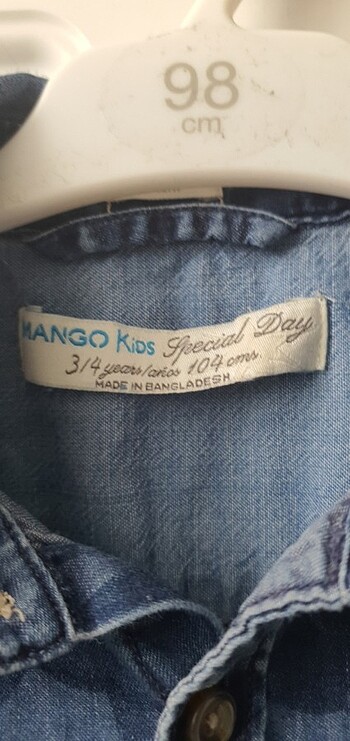 98
cm
MANGO KIDS Special Day
3/4 years/años 104 cms
MADE IN BANGLADESH